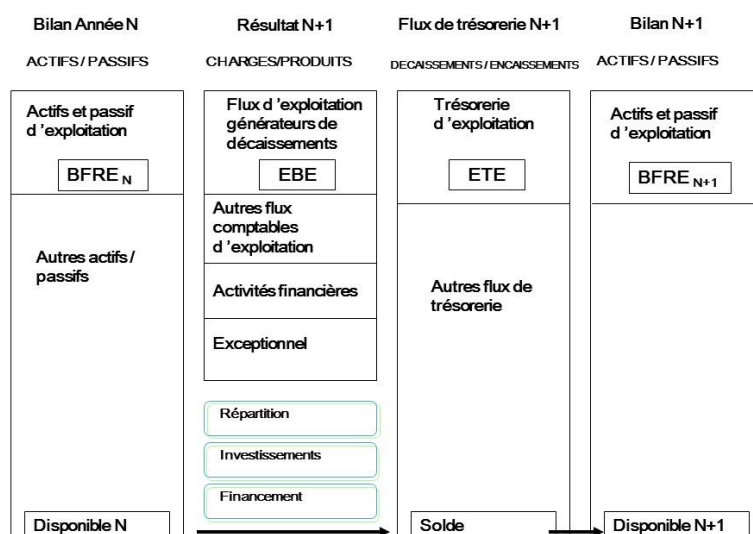 Bilan Année N
ACTIFS / PASSIFS
Actifs et passif
d ’exploitation
BFRE N
Autres actifs /
passifs
Disponible N
Résultat N+1
CHARGES/PRODUITS
Flux d ’exploitation
générateurs de
décaissements
EBE
Autres flux
comptables
d ’exploitation
Activités financières
Exceptionnel
Répartition
Investissements
Financement
Flux de trésorerie N+1
DECAISSEMENTS / ENCAISSEMENTS
Trésorerie
d ’exploitation
ETE
Autres flux de
trésorerie
Solde
Bilan N+1
ACTIFS / PASSIFS
Actifs et passif
d ’exploitation
BFRE N+1
Disponible N+1